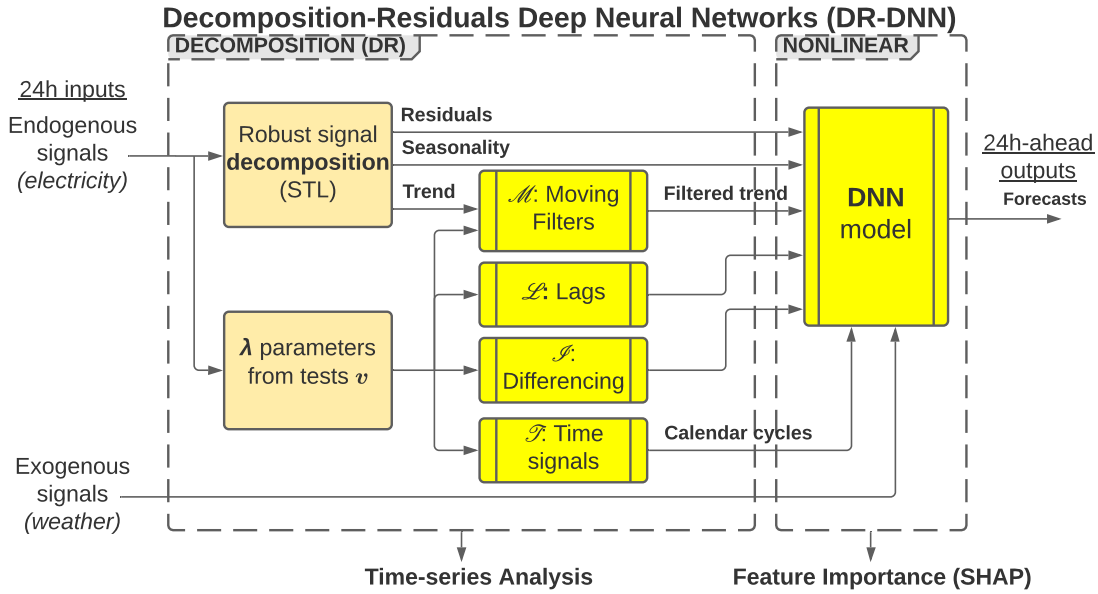 Decomposition-Residuals Deep Neural Networks (DR-DNN)
DECOMPOSITION (DR)
NONLINEAR
24h inputs
Endogenous
signals
(electricity)
Robust signal
decomposition
(STL)
Residuals
Seasonality
Trend
ℳ: Moving
Filters
Filtered trend
ℒ: Lags
𝝀 parameters
from tests 𝒗
ℐ:
Differencing
𝒯: Time
signals
Calendar cycles
DNN
model
24h-ahead
outputs
Forecasts
Exogenous
signals
(weather)
Time-series Analysis
Feature Importance (SHAP)